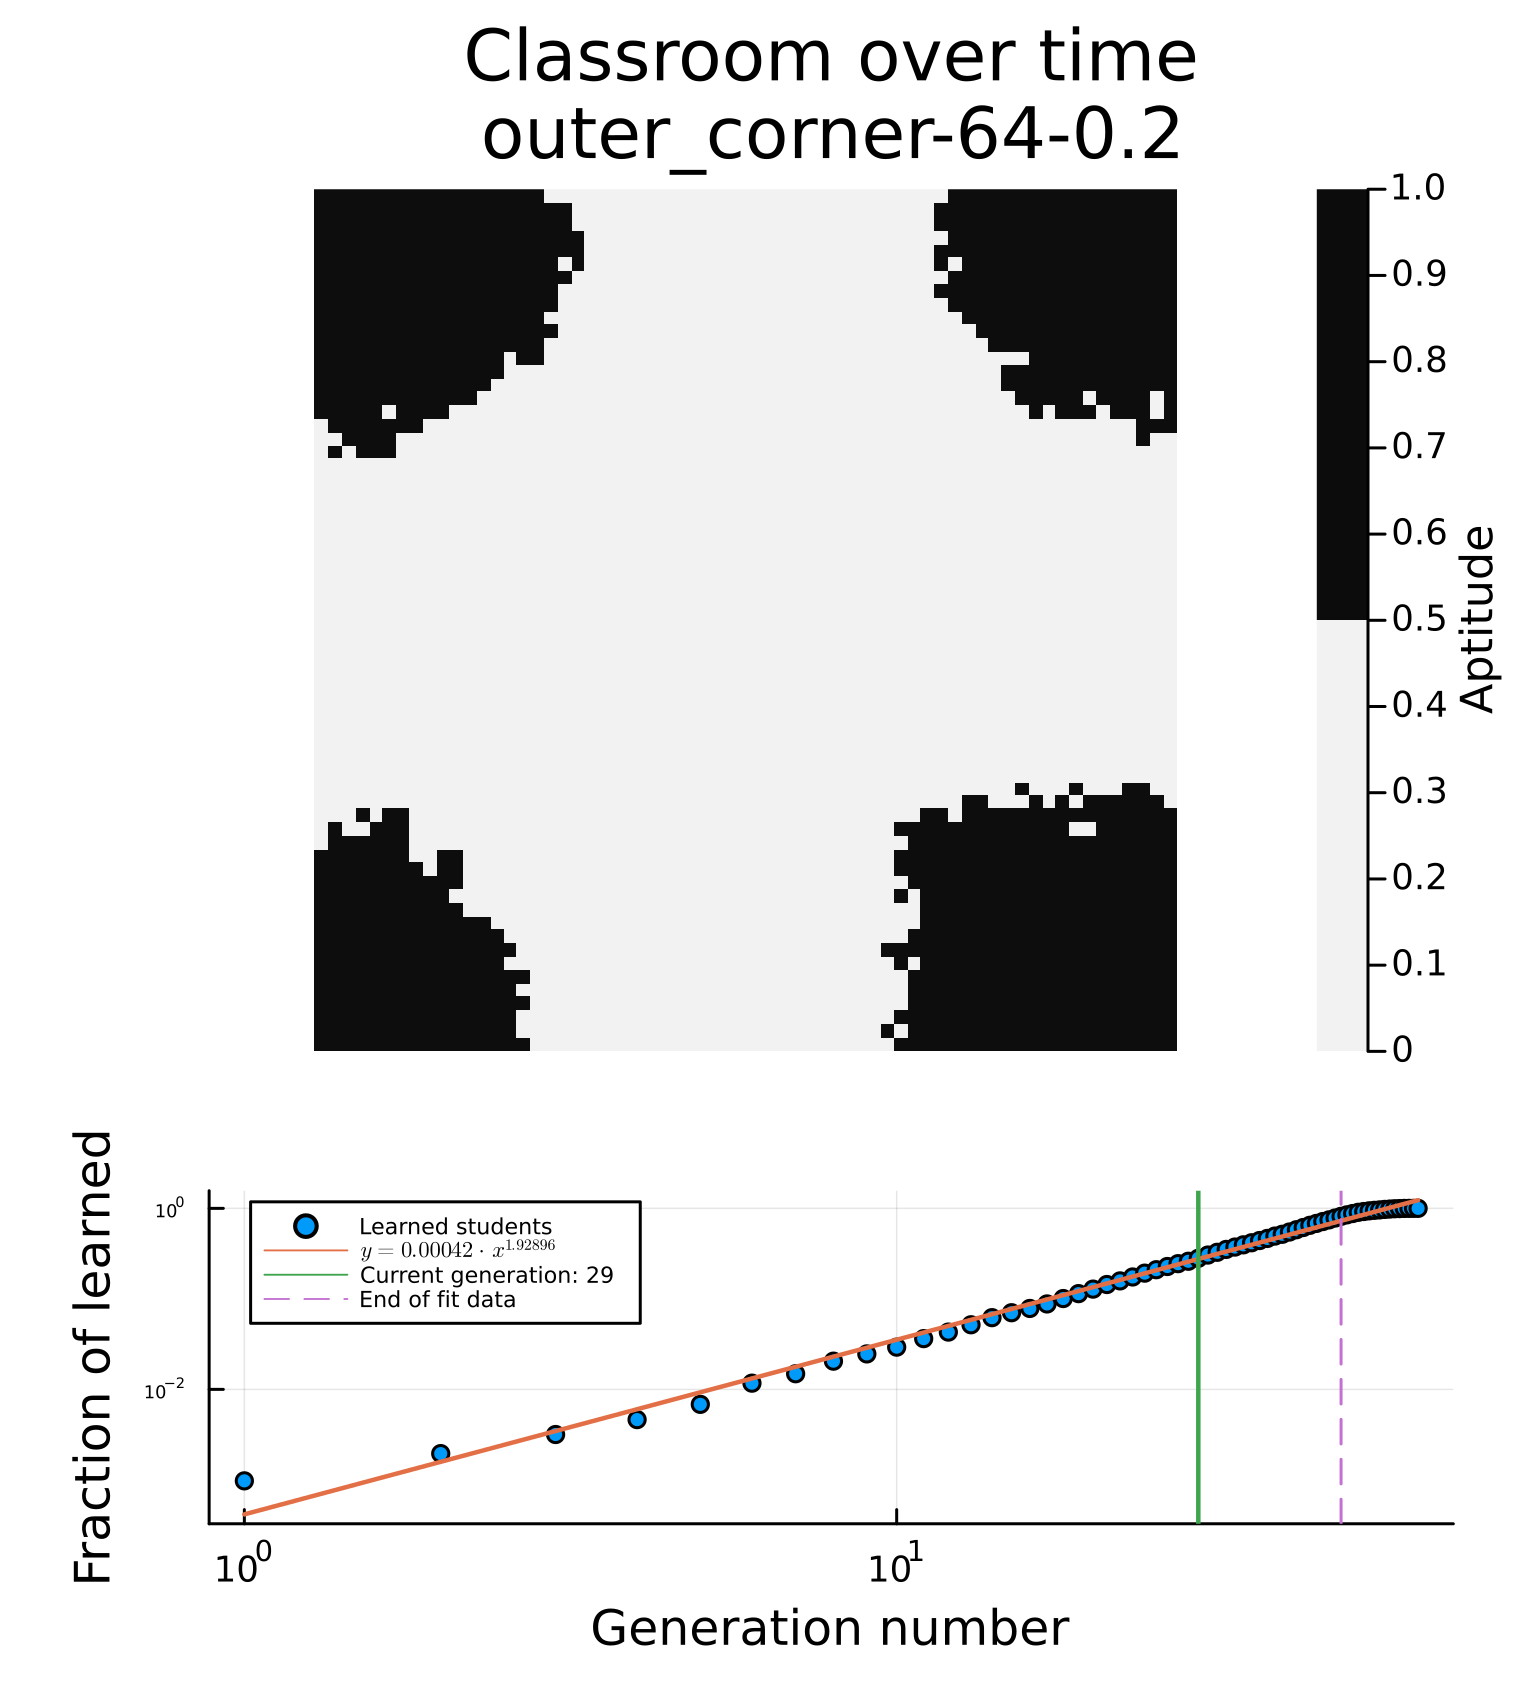 Classroom over time
outer_corner-64-0.2
1.0
0.9
0.8
0.7
0.6
0.5
0.4
0.3
0.2
0.1
0
Aptitude
Fraction of learned
10⁰
10⁻²
Learned students
y = 0.00042 · x^1.92896
Current generation: 29
End of fit data
10⁰
10¹
Generation number